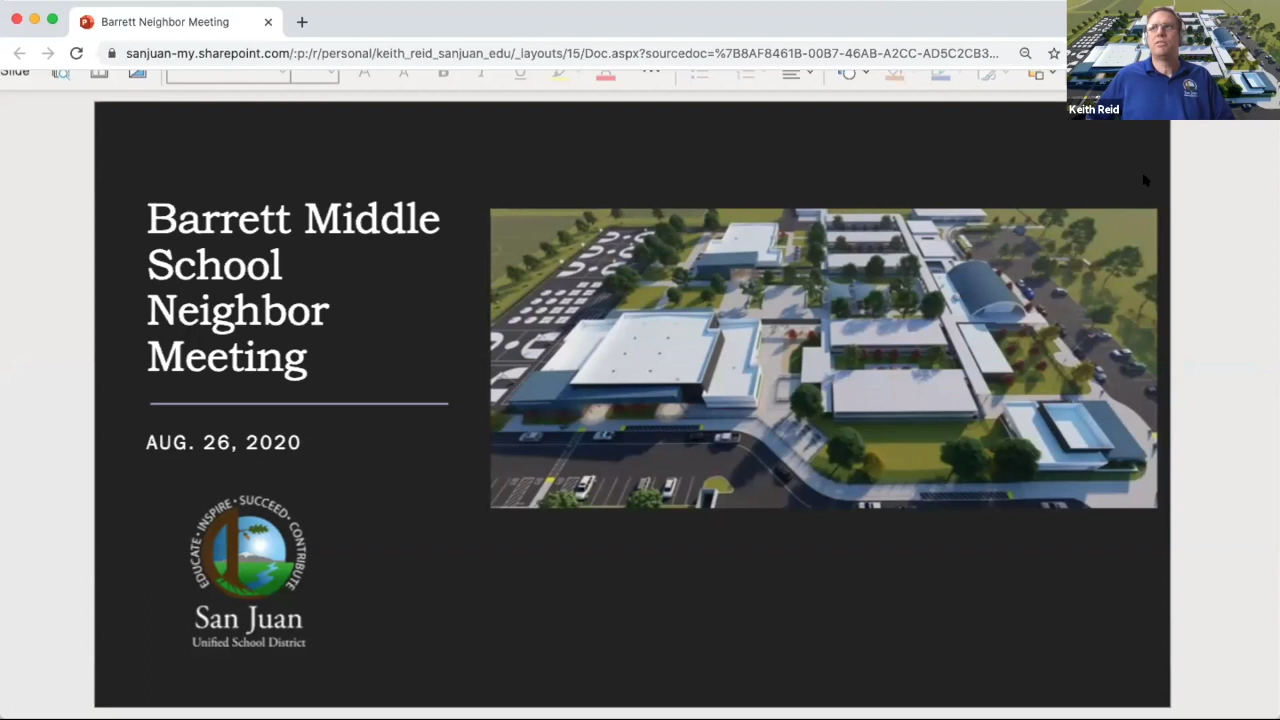 Barrett Neighbor Meeting
sanjuan-my.sharepoint.com/:p:/r/personal/keith_reid_sanjuan_edu/_layouts/15/Doc.aspx?sourcedoc=%7B8AF8461B-00B7-46AB-A2CC-AD5C2CB3...
Slide
Keith Reid
Barrett Middle
School
Neighbor
Meeting
AUG. 26, 2020
EDUCATE • INSPIRE • SUCCEED • CONTRIBUTE
San Juan
Unified School District